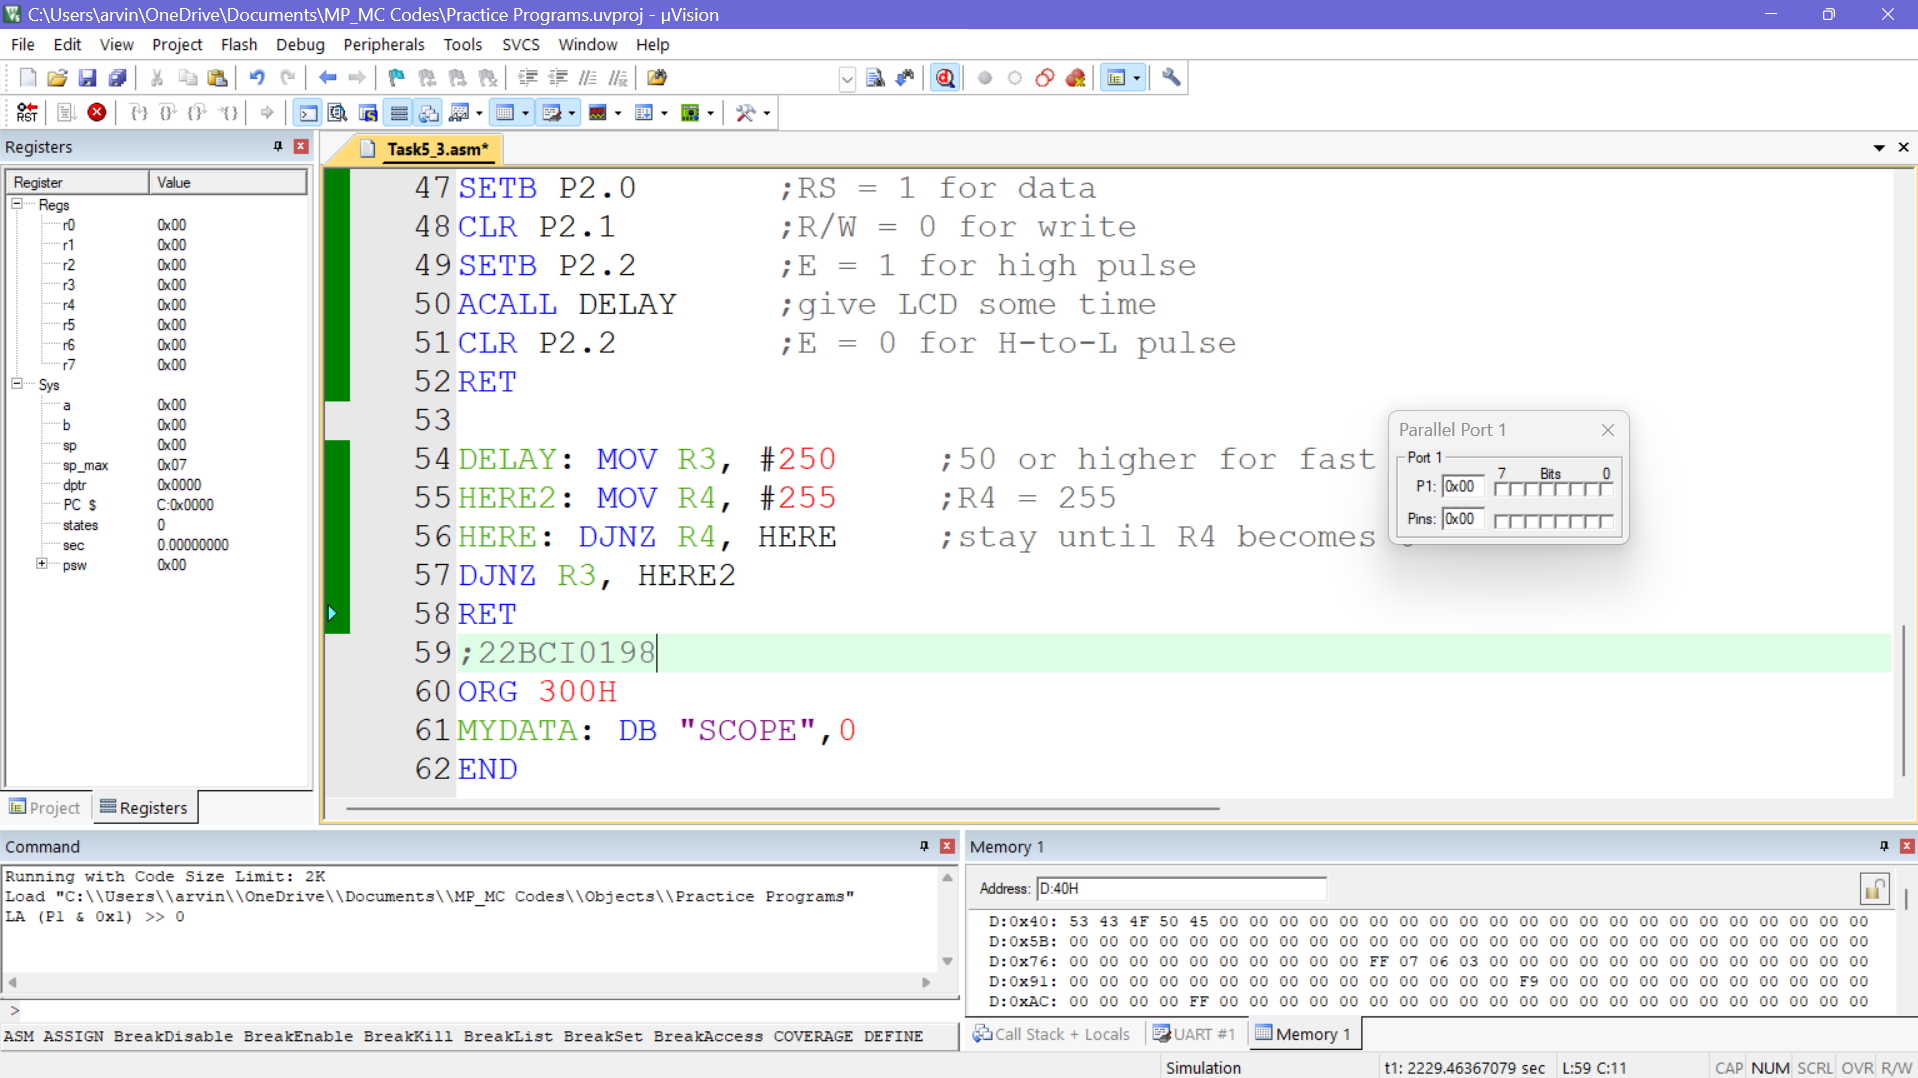 C:\Users\arvin\OneDrive\Documents\MP_MC Codes\Practice Programs.uvproj - µVision
File Edit View Project Flash Debug Peripherals Tools SVCS Window Help
RST
Registers
Register Value
Regs
r0 0x00
r1 0x00
r2 0x00
r3 0x00
r4 0x00
r5 0x00
r6 0x00
r7 0x00
Sys
a 0x00
b 0x00
sp 0x00
sp_max 0x07
dptr 0x0000
PC $ C:0x0000
states 0
sec 0.00000000
psw 0x00
Project Registers
Task5_3.asm*
47 SETB P2.0 ;RS = 1 for data
48 CLR P2.1 ;R/W = 0 for write
49 SETB P2.2 ;E = 1 for high pulse
50 ACALL DELAY ;give LCD some time
51 CLR P2.2 ;E = 0 for H-to-L pulse
52 RET
53
54 DELAY: MOV R3, #250 ;50 or higher for fast
55 HERE2: MOV R4, #255 ;R4 = 255
56 HERE: DJNZ R4, HERE ;stay until R4 becomes
57 DJNZ R3, HERE2
58 RET
59 ;22BCI0198
60 ORG 300H
61 MYDATA: DB "SCOPE",0
62 END
Parallel Port 1
Port 1
7 Bits 0
P1: 0x00
Pins: 0x00
Command
Running with Code Size Limit: 2K
Load "C:\\Users\\arvin\\OneDrive\\Documents\\MP_MC Codes\\Objects\\Practice Programs"
LA (P1 & 0x1) >> 0
>
ASM ASSIGN BreakDisable BreakEnable BreakKill BreakList BreakSet BreakAccess COVERAGE DEFINE
Memory 1
Address: D:40H
D:0x40: 53 43 4F 50 45 00 00 00 00 00 00 00 00 00 00 00 00 00 00 00 00 00 00 00 00 00 00
D:0x5B: 00 00 00 00 00 00 00 00 00 00 00 00 00 00 00 00 00 00 00 00 00 00 00 00 00 00 00
D:0x76: 00 00 00 00 00 00 00 00 00 00 FF 07 06 03 00 00 00 00 00 00 00 00 00 00 00 00 00
D:0x91: 00 00 00 00 00 00 00 00 00 00 00 00 00 00 00 F9 00 00 00 00 00 00 00 00 00 00 00
D:0xAC: 00 00 00 00 FF 00 00 00 00 00 00 00 00 00 00 00 00 00 00 00 00 00 00 00 00 00 00
Call Stack + Locals UART #1 Memory 1
Simulation t1: 2229.46367079 sec L:59 C:11 CAP NUM SCRL OVR R/W